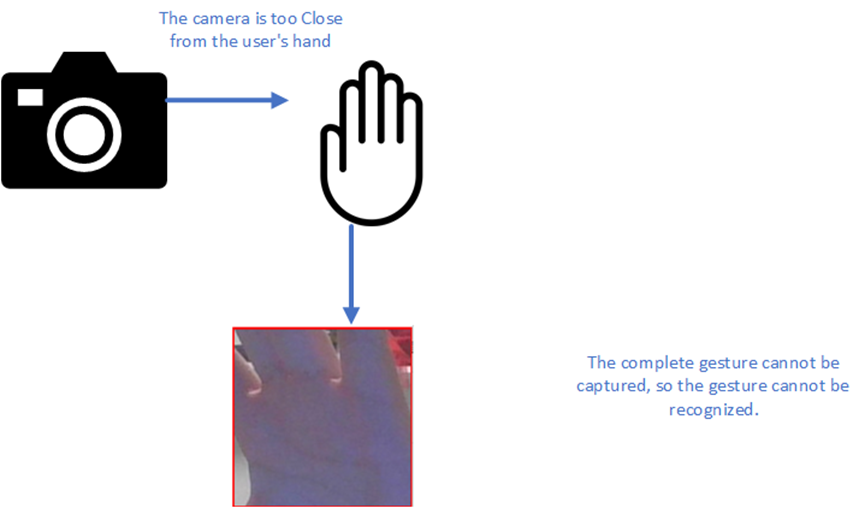 The camera is too Close
from the user's hand
The complete gesture cannot be
captured, so the gesture cannot be
recognized.